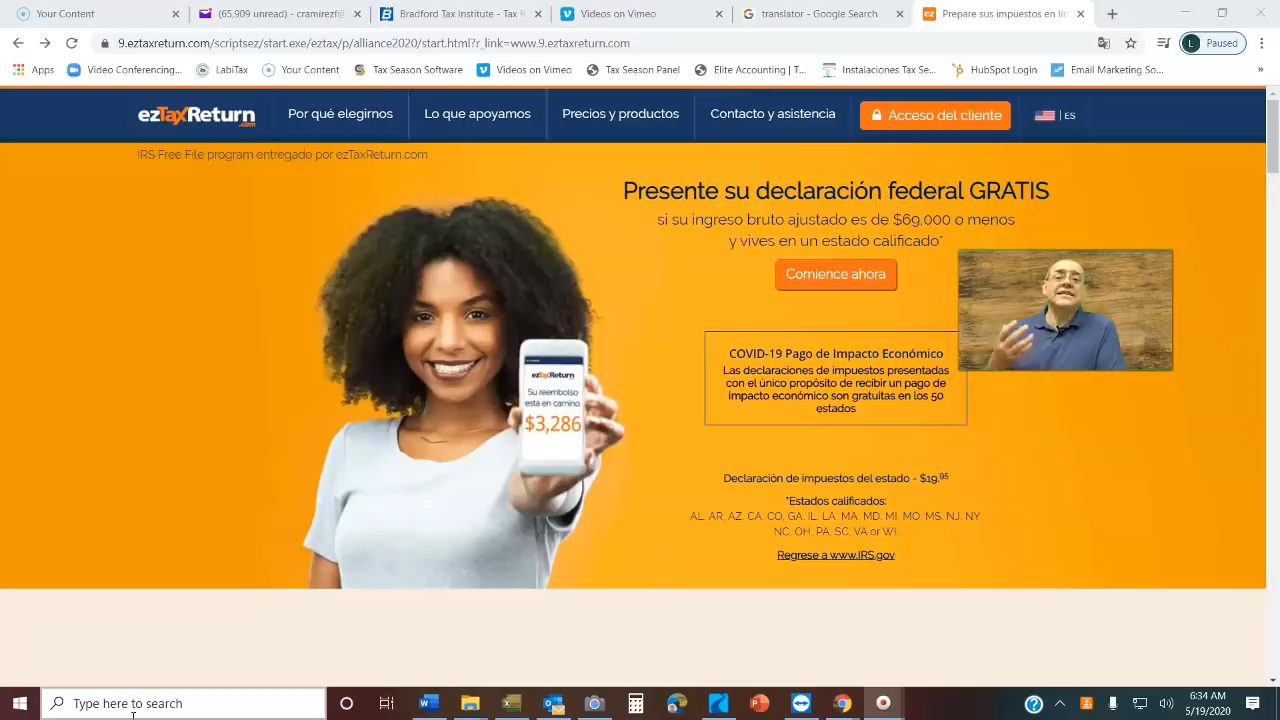 Your Content
(65,909 unread) - cramirezf@
Bradford Tax Return - Tax B
Videos on Vimeo
translator - Google Search
ez Prepare sus impuestos en lín
9.eztaxreturn.com/scriptsez/start.exe/eztax/p/alliance2020/start.html?r_link=www.9.eztaxreturn.com
L Paused
Apps
Video Conferencing...
LabiTax
Your Content
Tax Season Software
Videos on Vimeo
Tax Season Panel
Elite Accounting | T...
Instalaciones Tax Se...
HubSpot Login
Email Marketing So...
»
ezTaxReturn.com
Por qué elegirnos
Lo que apoyamos
Precios y productos
Contacto y asistencia
Acceso del cliente
| ES
IRS Free File program entregado por ezTaxReturn.com
Presente su declaración federal GRATIS
si su ingreso bruto ajustado es de $69,000 o menos
y vives en un estado calificado*
Comience ahora
COVID-19 Pago de Impacto Económico
Las declaraciones de impuestos presentadas
con el único propósito de recibir un pago de
impacto económico son gratuitas en los 50
estados
ezTaxReturn
Su reembolso
está en camino
$3,286
Declaración de impuestos del estado - $19.95
*Estados calificados:
AL, AR, AZ, CA, CO, GA, IL, LA, MA, MD, MI, MO, MS, NJ, NY,
NC, OH, PA, SC, VA or WI.
Regrese a www.IRS.gov
Type here to search
6:34 AM
5/19/2020